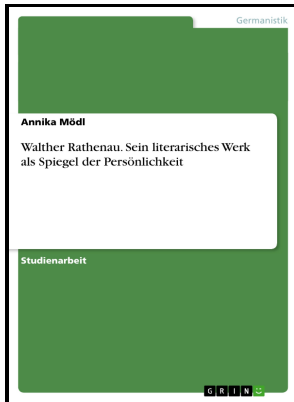 Germanistik
Annika Mödl
Walther Rathenau. Sein literarisches Werk
als Spiegel der Persönlichkeit
Studienarbeit
GRIN